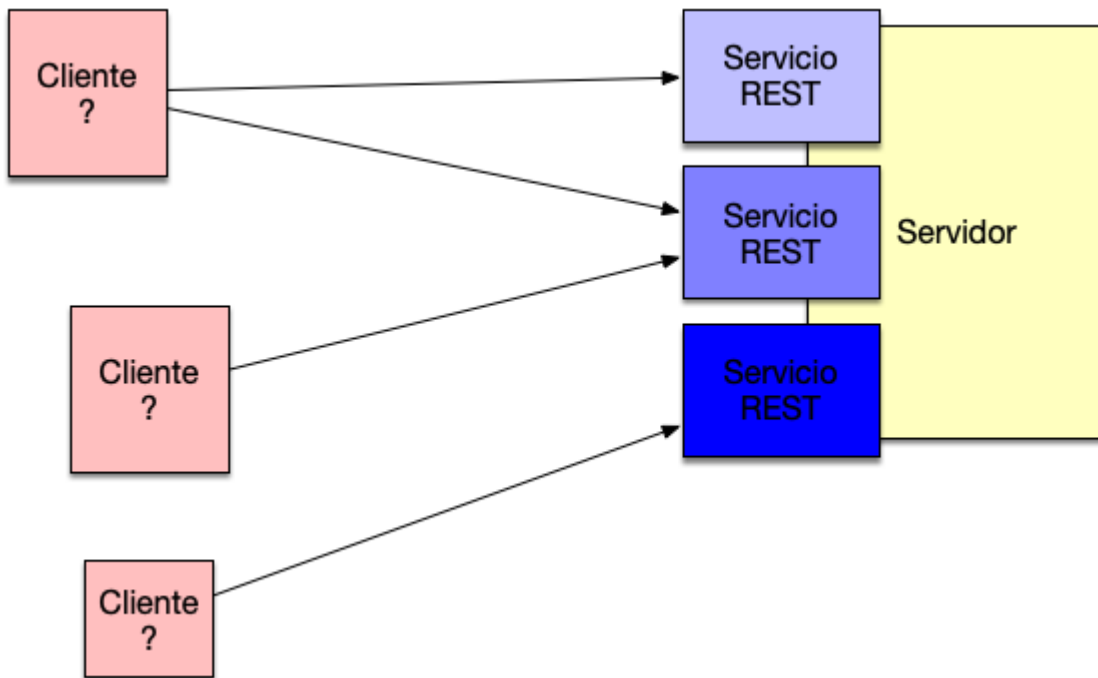 Cliente
?
Servicio
REST
Servicio
REST
Servidor
Cliente
?
Servicio
REST
Cliente
?